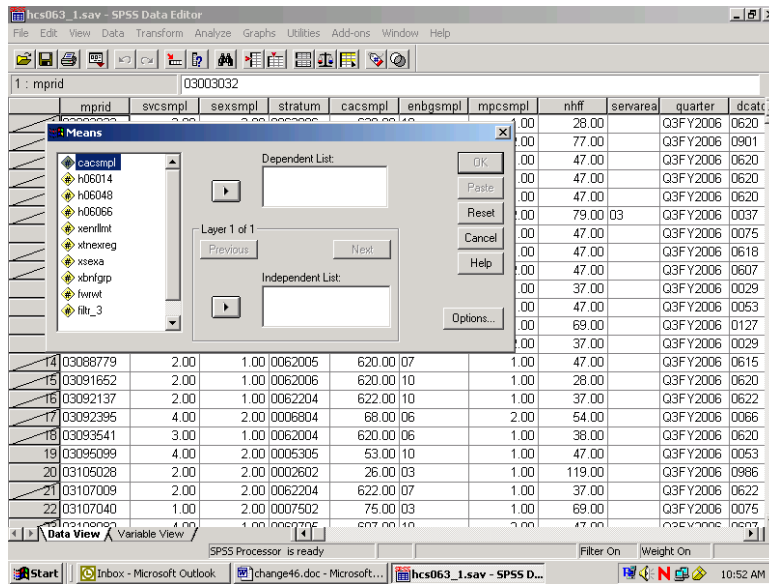 hcs063_1.sav - SPSS Data Editor
File Edit View Data Transform Analyze Graphs Utilities Add-ons Window Help
1 : mprid 03003032
mprid svcsmpl sexsmpl stratum cacsmpl enbgsmpl mpcsmpl nhff servarea quarter dcatc
.00 28.00 Q3FY2006 0620
.00 77.00 Q3FY2006 0901
.00 47.00 Q3FY2006 0620
.00 47.00 Q3FY2006 0620
.00 47.00 Q3FY2006 0620
.00 79.00 03 Q3FY2006 0037
.00 47.00 Q3FY2006 0075
.00 47.00 Q3FY2006 0618
.00 47.00 Q3FY2006 0607
.00 37.00 Q3FY2006 0029
.00 47.00 Q3FY2006 0053
.00 69.00 Q3FY2006 0127
.00 37.00 Q3FY2006 0029
Means
cacsmpl
h06014
h06048
h06066
xenrllmt
xtnexreg
xsexa
xbnfgrp
fwrwt
filtr_3
Dependent List:
Layer 1 of 1
Previous Next
Independent List:
OK
Paste
Reset
Cancel
Help
Options...
14 03088779 2.00 1.00 0062005 620.00 07 1.00 47.00 Q3FY2006 0615
15 03091652 2.00 1.00 0062006 620.00 10 1.00 28.00 Q3FY2006 0620
16 03092137 2.00 1.00 0062204 622.00 10 1.00 37.00 Q3FY2006 0622
17 03092395 4.00 2.00 0006804 68.00 06 2.00 54.00 Q3FY2006 0066
18 03093541 3.00 1.00 0062004 620.00 06 1.00 38.00 Q3FY2006 0620
19 03095099 4.00 2.00 0005305 53.00 10 1.00 47.00 Q3FY2006 0053
20 03105028 2.00 2.00 0002602 26.00 03 1.00 119.00 Q3FY2006 0986
21 03107009 2.00 2.00 0062204 622.00 07 1.00 37.00 Q3FY2006 0622
22 03107040 1.00 2.00 0007502 75.00 03 1.00 69.00 Q3FY2006 0075
Data View Variable View
SPSS Processor is ready Filter On Weight On
Start Inbox - Microsoft Outlook change46.doc - Microsoft... hcs063_1.sav - SPSS D... 10:52 AM